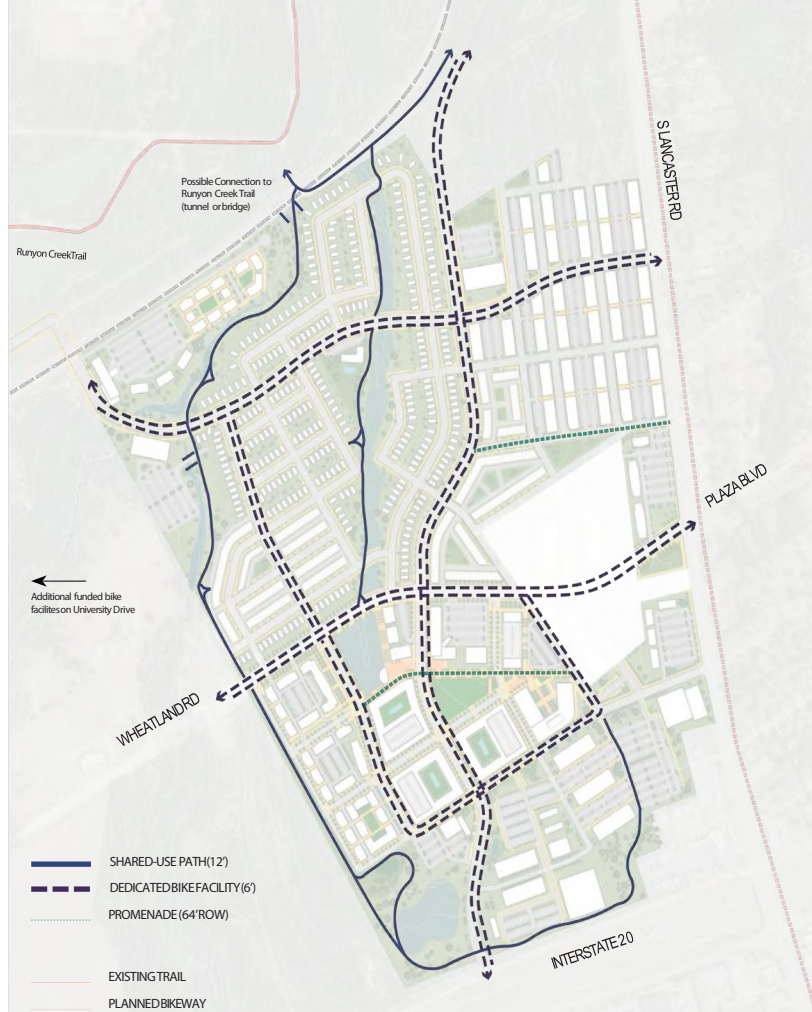 S LANCASTER RD
Possible Connection to
Runyon Creek Trail
(tunnel or bridge)
Runyon Creek Trail
PLAZA BLVD
Additional funded bike
facilites on University Drive
WHEATLAND RD
SHARED-USE PATH (12')
DEDICATED BIKE FACILITY (6')
PROMENADE (64' ROW)
INTERSTATE 20
EXISTING TRAIL
PLANNED BIKEWAY